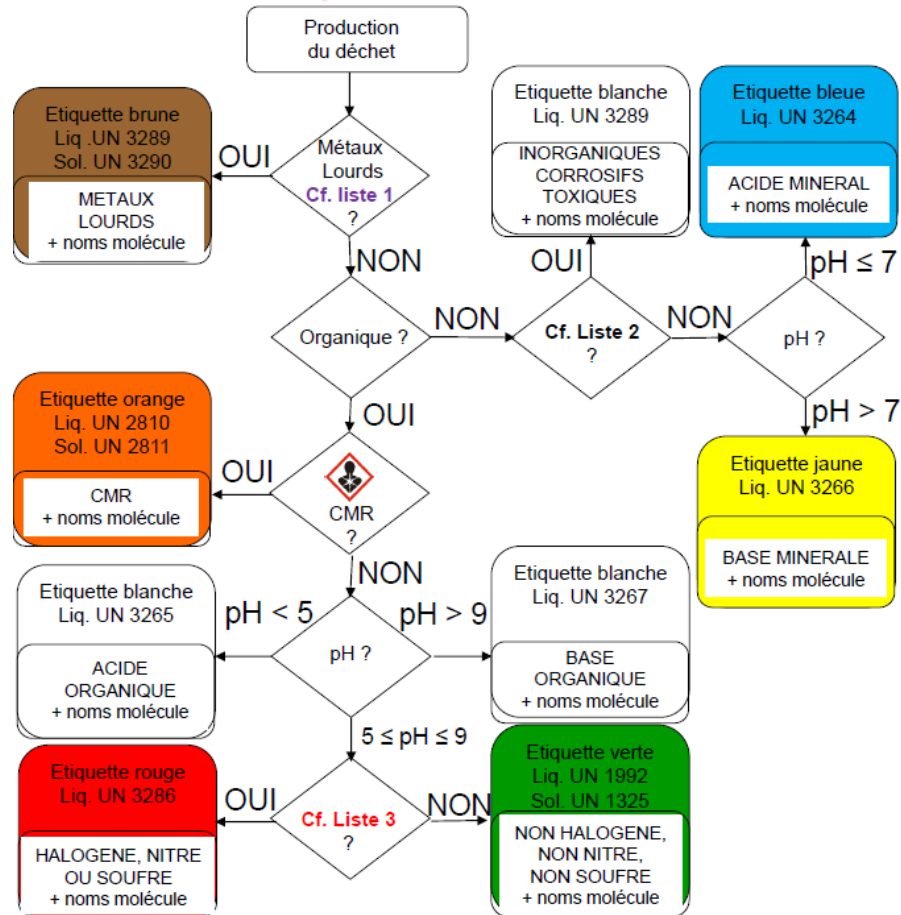 Production
du déchet
Etiquette brune
Liq .UN 3289
Sol. UN 3290
METAUX
LOURDS
+ noms molécule
OUI
Métaux
Lourds
Cf. liste 1
?
NON
Etiquette blanche
Liq. UN 3289
INORGANIQUES
CORROSIFS
TOXIQUES
+ noms molécule
Etiquette bleue
Liq. UN 3264
ACIDE MINERAL
+ noms molécule
OUI
pH ≤ 7
Organique ?
NON
Cf. Liste 2
?
NON
pH ?
OUI
pH > 7
Etiquette orange
Liq. UN 2810
Sol. UN 2811
CMR
+ noms molécule
OUI
CMR
?
NON
Etiquette jaune
Liq. UN 3266
BASE MINERALE
+ noms molécule
Etiquette blanche
Liq. UN 3265
ACIDE
ORGANIQUE
+ noms molécule
pH < 5
pH ?
pH > 9
Etiquette blanche
Liq. UN 3267
BASE
ORGANIQUE
+ noms molécule
5 ≤ pH ≤ 9
Etiquette rouge
Liq. UN 3286
HALOGENE, NITRE
OU SOUFRE
+ noms molécule
OUI
Cf. Liste 3
?
NON
Etiquette verte
Liq. UN 1992
Sol. UN 1325
NON HALOGENE,
NON NITRE,
NON SOUFRE
+ noms molécule